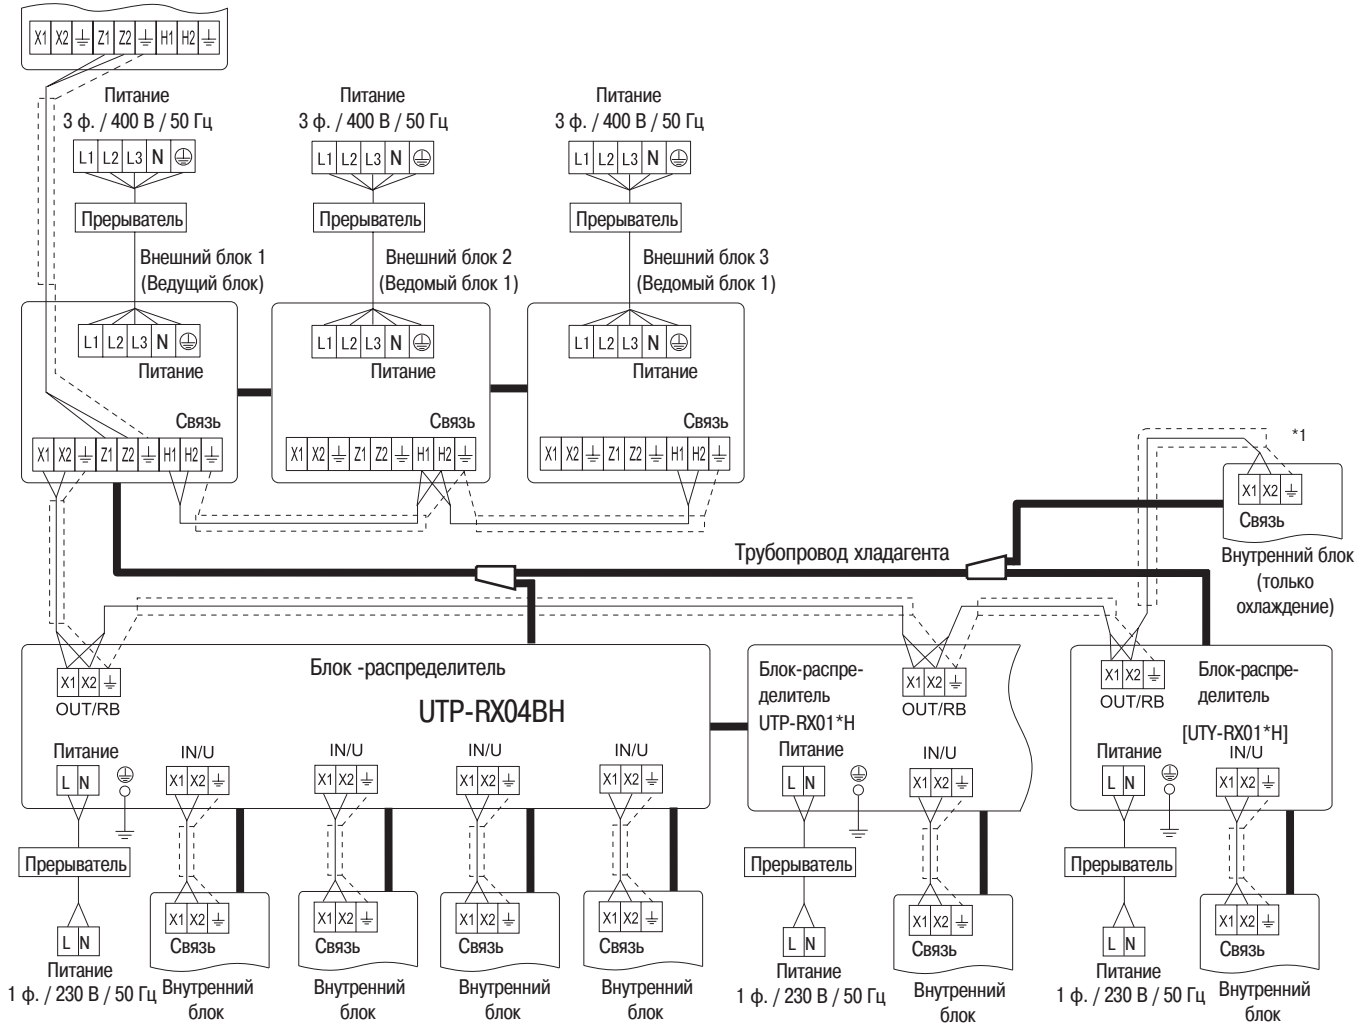 X1 X2 Z1 Z2 H1 H2
Питание
3 ф. / 400 В / 50 Гц
L1 L2 L3 N
Прерыватель
Внешний блок 1
(Ведущий блок)
L1 L2 L3 N
Питание
Связь
X1 X2 Z1 Z2 H1 H2
Питание
3 ф. / 400 В / 50 Гц
L1 L2 L3 N
Прерыватель
Внешний блок 2
(Ведомый блок 1)
L1 L2 L3 N
Питание
Связь
X1 X2 Z1 Z2 H1 H2
Питание
3 ф. / 400 В / 50 Гц
L1 L2 L3 N
Прерыватель
Внешний блок 3
(Ведомый блок 1)
L1 L2 L3 N
Питание
Связь
X1 X2 Z1 Z2 H1 H2
*1
X1 X2
Связь
Внутренний блок
(только
охлаждение)
Трубопровод хладагента
Блок -распределитель
UTP-RX04BH
X1 X2
OUT/RB
Питание
L N
IN/U
X1 X2
IN/U
X1 X2
IN/U
X1 X2
IN/U
X1 X2
Прерыватель
L N
Питание
1 ф. / 230 В / 50 Гц
X1 X2
Связь
Внутренний
блок
X1 X2
Связь
Внутренний
блок
X1 X2
Связь
Внутренний
блок
X1 X2
Связь
Внутренний
блок
Блок-распре-
делитель
UTP-RX01*H
X1 X2
OUT/RB
Питание
L N
IN/U
X1 X2
Прерыватель
L N
Питание
1 ф. / 230 В / 50 Гц
X1 X2
Связь
Внутренний
блок
X1 X2
OUT/RB
Блок-распре-
делитель
[UTY-RX01*H]
Питание
L N
IN/U
X1 X2
Прерыватель
L N
Питание
1 ф. / 230 В / 50 Гц
X1 X2
Связь
Внутренний
блок